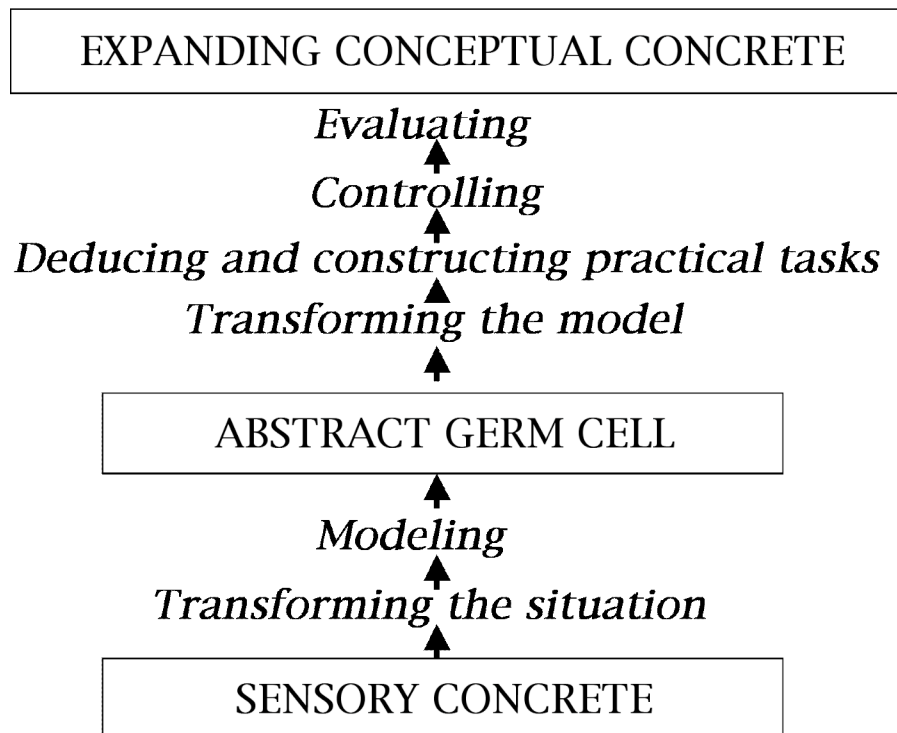 EXPANDING CONCEPTUAL CONCRETE
Evaluating
Controlling
Deducing and constructing practical tasks
Transforming the model
ABSTRACT GERM CELL
Modeling
Transforming the situation
SENSORY CONCRETE